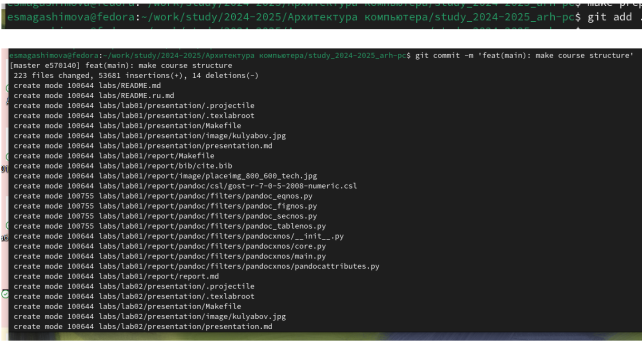 esmagashimova@fedora:~/work/study/2024-2025/Архитектура компьютера/study_2024-2025_arh-pc$ git add .
esmagashimova@fedora:~/work/study/2024-2025/Архитектура компьютера/study_2024-2025_arh-pc$ git commit -m 'feat(main): make course structure'
[master e570140] feat(main): make course structure
223 files changed, 53681 insertions(+), 14 deletions(-)
create mode 100644 labs/README.md
create mode 100644 labs/README.ru.md
create mode 100644 labs/lab01/presentation/.projectile
create mode 100644 labs/lab01/presentation/.texlabroot
create mode 100644 labs/lab01/presentation/Makefile
create mode 100644 labs/lab01/presentation/image/kulyabov.jpg
create mode 100644 labs/lab01/presentation/presentation.md
create mode 100644 labs/lab01/report/Makefile
create mode 100644 labs/lab01/report/bib/cite.bib
create mode 100644 labs/lab01/report/image/placeimg_800_600_tech.jpg
create mode 100644 labs/lab01/report/pandoc/csl/gost-r-7-0-5-2008-numeric.csl
create mode 100755 labs/lab01/report/pandoc/filters/pandoc_eqnos.py
create mode 100755 labs/lab01/report/pandoc/filters/pandoc_fignos.py
create mode 100755 labs/lab01/report/pandoc/filters/pandoc_secnos.py
create mode 100755 labs/lab01/report/pandoc/filters/pandoc_tablenos.py
create mode 100644 labs/lab01/report/pandoc/filters/pandocxnos/__init__.py
create mode 100644 labs/lab01/report/pandoc/filters/pandocxnos/core.py
create mode 100644 labs/lab01/report/pandoc/filters/pandocxnos/main.py
create mode 100644 labs/lab01/report/pandoc/filters/pandocxnos/pandocattributes.py
create mode 100644 labs/lab01/report/report.md
create mode 100644 labs/lab02/presentation/.projectile
create mode 100644 labs/lab02/presentation/.texlabroot
create mode 100644 labs/lab02/presentation/Makefile
create mode 100644 labs/lab02/presentation/image/kulyabov.jpg
create mode 100644 labs/lab02/presentation/presentation.md